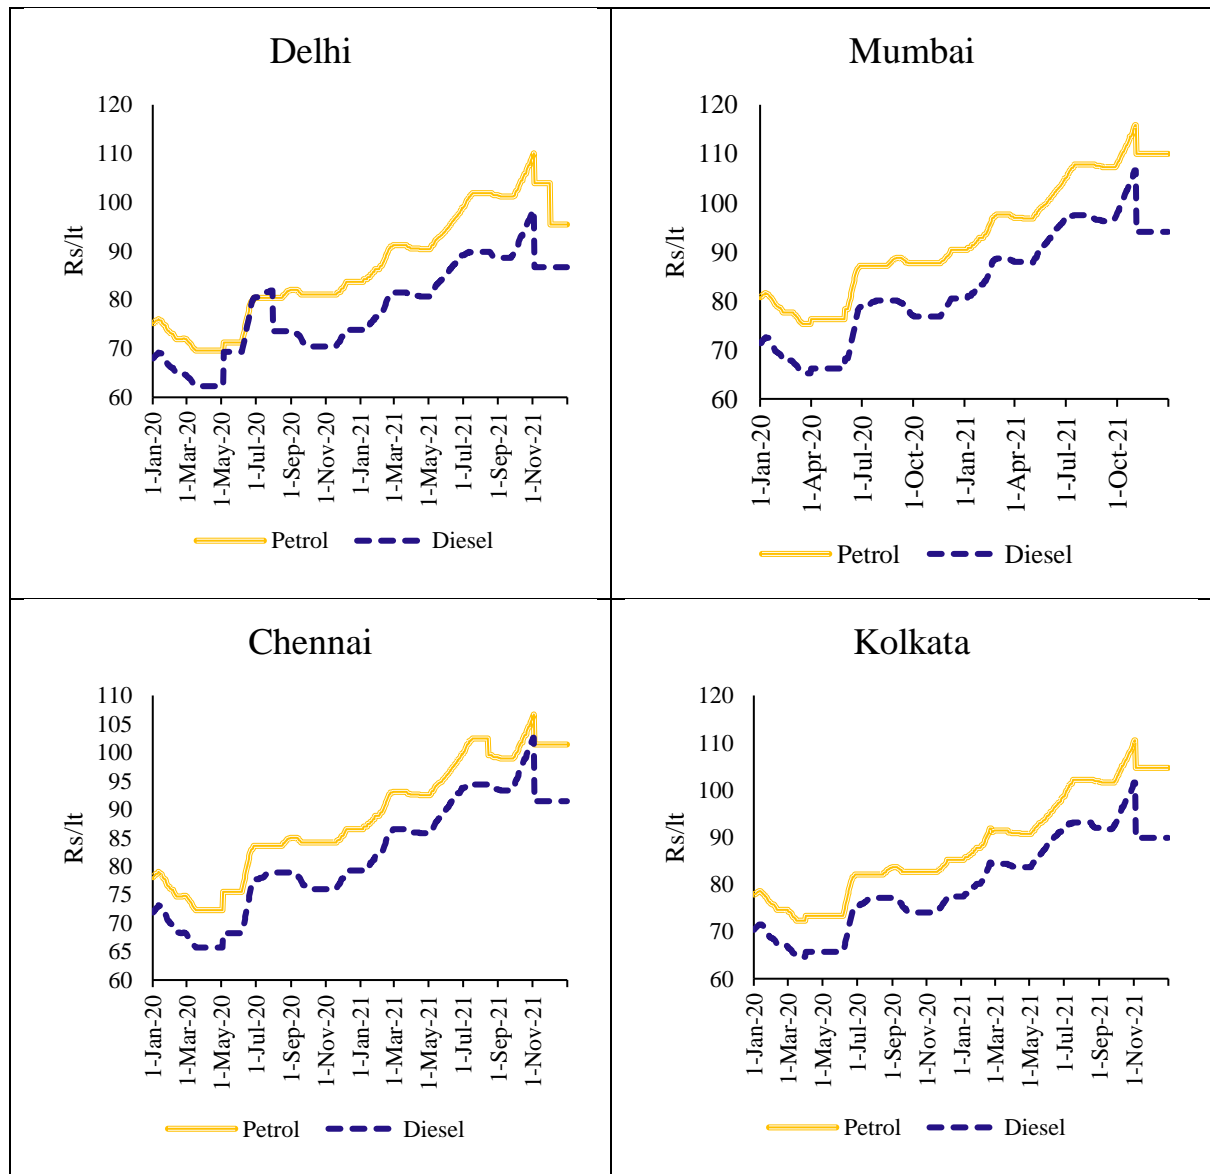 Delhi
Rs/lt
120
110
100
90
80
70
60
1-Jan-20
1-Mar-20
1-May-20
1-Jul-20
1-Sep-20
1-Nov-20
1-Jan-21
1-Mar-21
1-May-21
1-Jul-21
1-Sep-21
1-Nov-21
Petrol Diesel
Mumbai
Rs/lt
120
110
100
90
80
70
60
1-Jan-20
1-Apr-20
1-Jul-20
1-Oct-20
1-Jan-21
1-Apr-21
1-Jul-21
1-Oct-21
Petrol Diesel
Chennai
Rs/lt
110
105
100
95
90
85
80
75
70
65
60
1-Jan-20
1-Mar-20
1-May-20
1-Jul-20
1-Sep-20
1-Nov-20
1-Jan-21
1-Mar-21
1-May-21
1-Jul-21
1-Sep-21
1-Nov-21
Petrol Diesel
Kolkata
Rs/lt
120
110
100
90
80
70
60
1-Jan-20
1-Mar-20
1-May-20
1-Jul-20
1-Sep-20
1-Nov-20
1-Jan-21
1-Mar-21
1-May-21
1-Jul-21
1-Sep-21
1-Nov-21
Petrol Diesel